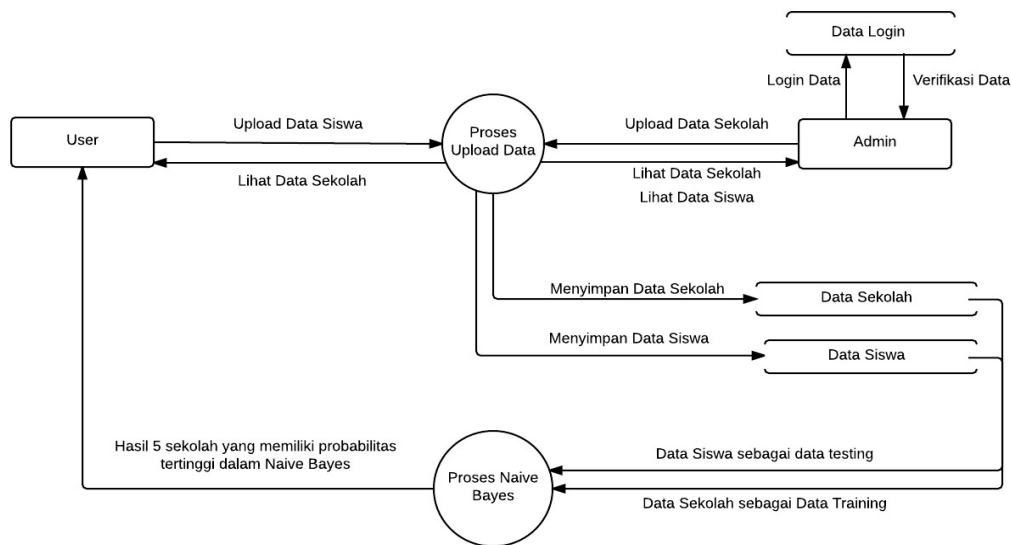 Data Login
Login Data
Verifikasi Data
User
Upload Data Siswa
Proses
Upload Data
Upload Data Sekolah
Admin
Lihat Data Sekolah
Lihat Data Sekolah
Lihat Data Siswa
Menyimpan Data Sekolah
Data Sekolah
Menyimpan Data Siswa
Data Siswa
Hasil 5 sekolah yang memiliki probabilitas
tertinggi dalam Naive Bayes
Proses Naive
Bayes
Data Siswa sebagai data testing
Data Sekolah sebagai Data Training